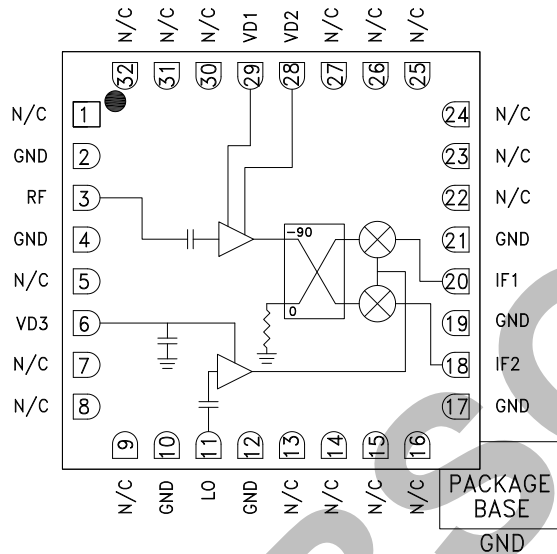 N/C N/C N/C VD1 VD2 N/C N/C N/C
32 31 30 29 28 27 26 25
N/C 1
GND 2
RF 3
GND 4
N/C 5
VD3 6
N/C 7
N/C 8
24 N/C
23 N/C
22 N/C
21 GND
20 IF1
19 GND
18 IF2
17 GND
-90
0
9 10 11 12 13 14 15 16
N/C GND LO GND N/C N/C N/C N/C
PACKAGE
BASE
GND